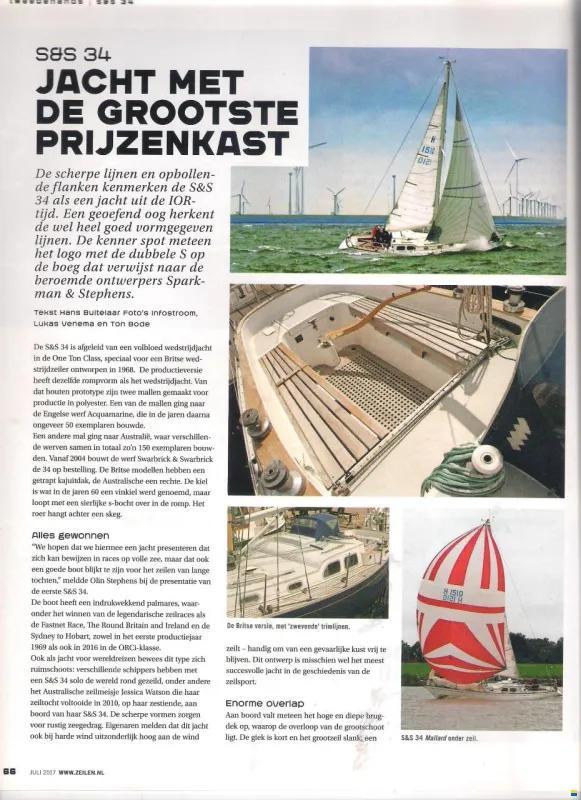 tweedehands | S&S 34
S&S 34
JACHT MET
DE GROOTSTE
PRIJZENKAST
De scherpe lijnen en opbollen-
de flanken kenmerken de S&S
34 als een jacht uit de IOR-
tijd. Een geoefend oog herkent
de wel heel goed vormgegeven
lijnen. De kenner spot meteen
het logo met de dubbele S op
de boeg dat verwijst naar de
beroemde ontwerpers Spark-
man & Stephens.
Tekst Hans Buitelaar Foto's Infostroom,
Lukas Venema en Ton Bode
De S&S 34 is afgeleid van een volbloed wedstrijdjacht
in de One Ton Class, speciaal voor een Britse wed-
strijdzeiler ontworpen in 1968. De productieversie
heeft dezelfde rompvorm als het wedstrijdjacht. Van
dat houten prototype zijn twee mallen gemaakt voor
productie in polyester. Een van de mallen ging naar
de Engelse werf Acquamarine, die in de jaren daarna
ongeveer 50 exemplaren bouwde.
Een andere mal ging naar Australië, waar verschillen-
de werven samen in totaal zo'n 150 exemplaren bouw-
den. Vanaf 2004 bouwt de werf Swarbrick & Swarbrick
de 34 op bestelling. De Britse modellen hebben een
getrapt kajuitdak, de Australische een rechte. De kiel
is wat in de jaren 60 een vinkiel werd genoemd, maar
loopt met een sierlijke s-bocht over in de romp. Het
roer hangt achter een skeg.
Alles gewonnen
"We hopen dat we hiermee een jacht presenteren dat
zich kan bewijzen in races op volle zee, maar dat ook
een goede boot blijkt te zijn voor het zeilen van lange
tochten," meldde Olin Stephens bij de presentatie van
de eerste S&S 34.
De boot heeft een indrukwekkend palmares, waar-
onder het winnen van de legendarische zeilraces als
de Fastnet Race, The Round Britain and Ireland en de
Sydney to Hobart, zowel in het eerste productiejaar
1969 als ook in 2016 in de ORCi-klasse.
Ook als jacht voor wereldreizen bewees dit type zich
ruimschoots: verschillende schippers hebben met
een S&S 34 solo de wereld rond gezeild, onder andere
het Australische zeilmeisje Jessica Watson die haar
zeiltocht voltooide in 2010, op haar zestiende, aan
boord van haar S&S 34. De scherpe vormen zorgen
voor rustig zeegedrag. Eigenaren melden dat dit jacht
ook bij harde wind uitzonderlijk hoog aan de wind
H
1510
H 1510
De Britse versie, met 'zwevende' trimlijnen.
zeilt – handig om van een gevaarlijke kust vrij te
blijven. Dit ontwerp is misschien wel het meest
succesvolle jacht in de geschiedenis van de
zeilsport.
Enorme overlap
Aan boord valt meteen het hoge en diepe brug-
dek op, waarop de overloop van de grootschoot
ligt. De giek is kort en het grootzeil slank, een
S&S 34 Mallard onder zeil.
66 JULI 2017 WWW.ZEILEN.NL